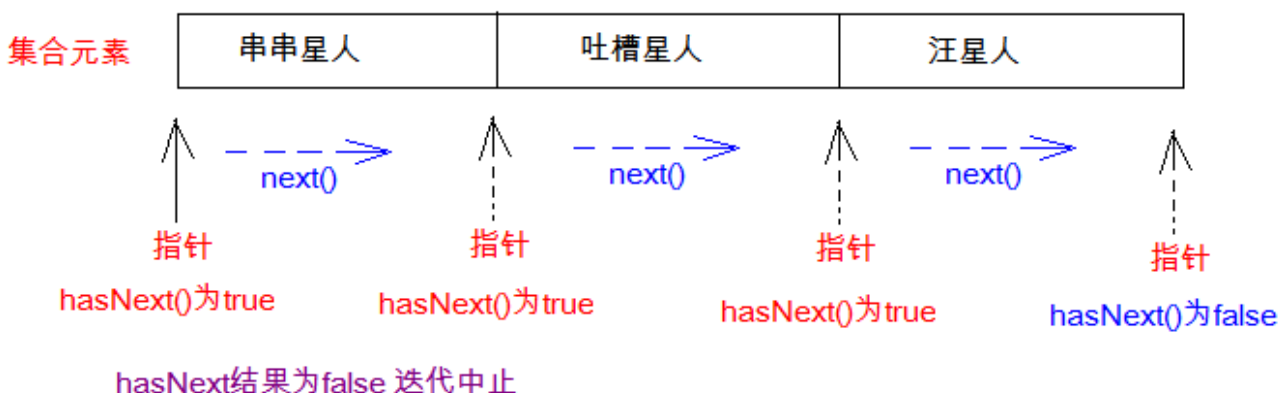 集合元素 串串星人 吐槽星人 汪星人
next() next() next()
指针 指针 指针 指针
hasNext()为true hasNext()为true hasNext()为true hasNext()为false
hasNext结果为false 迭代中止